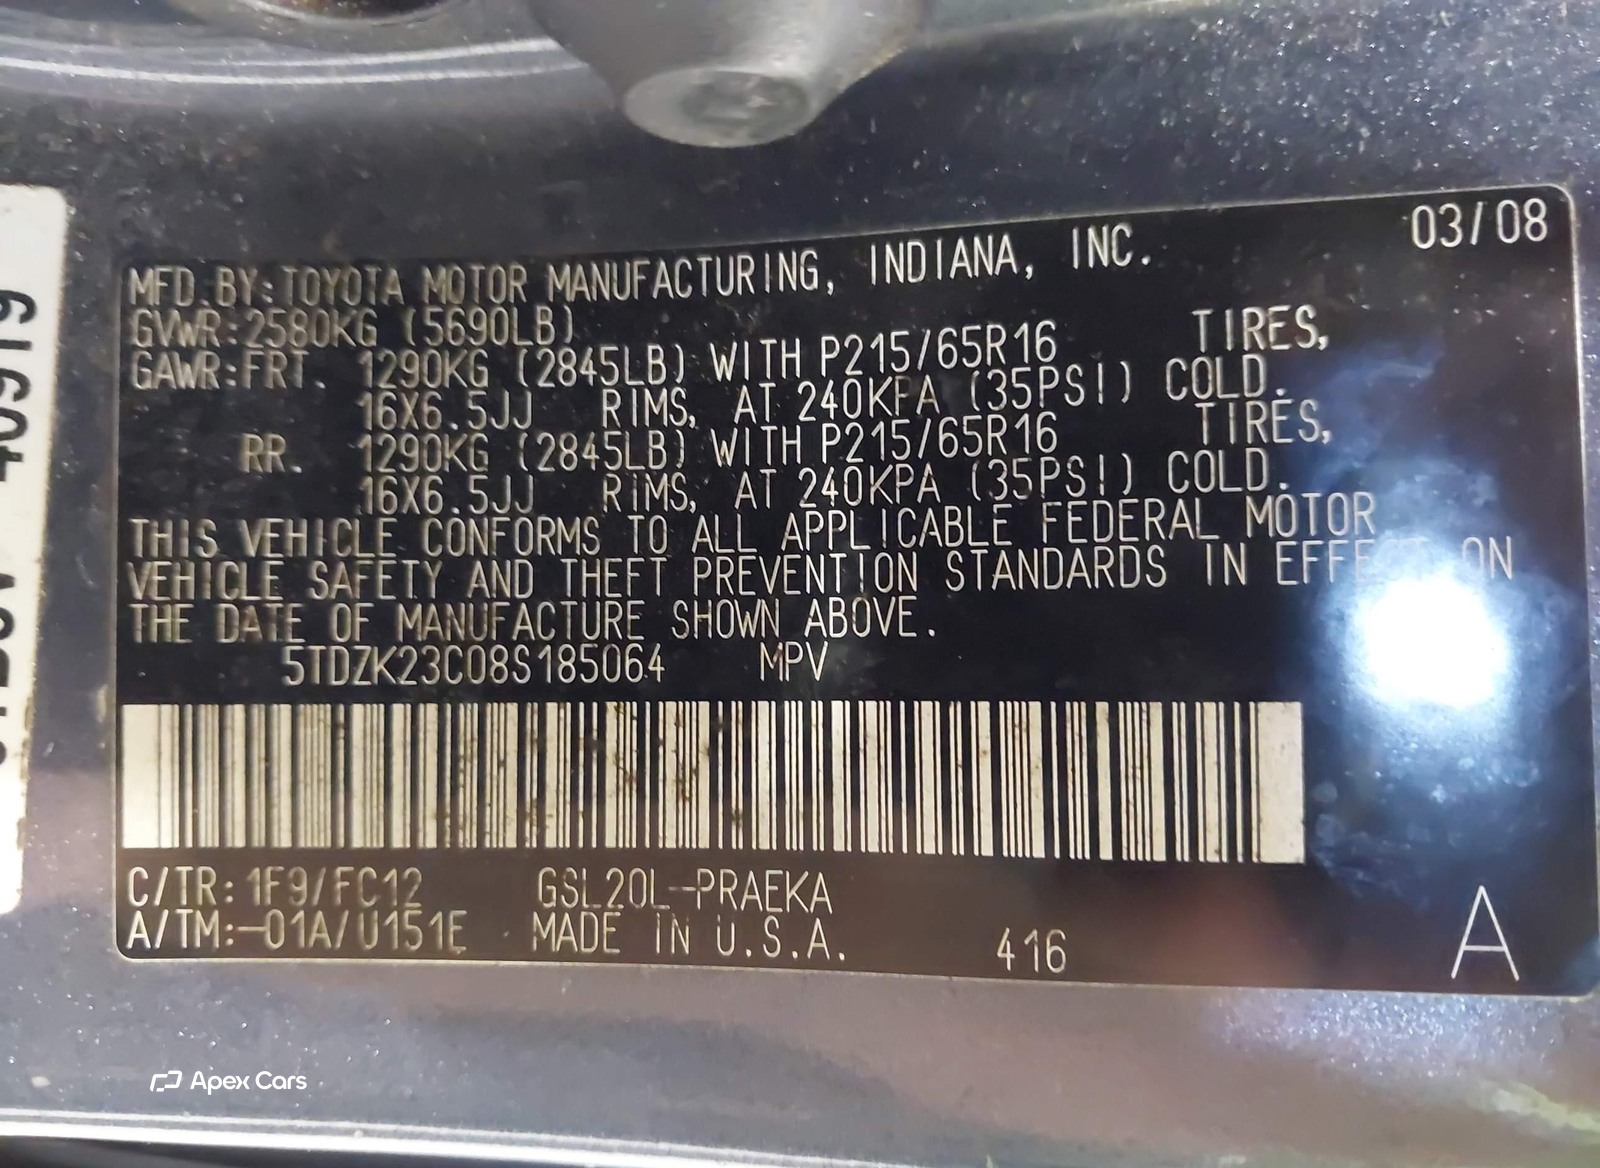 03/08
MFD.BY:TOYOTA MOTOR MANUFACTURING, INDIANA, INC.
GVWR:2580KG (5690LB)
GAWR:FRT. 1290KG (2845LB) WITH P215/65R16 TIRES,
16X6.5JJ RIMS, AT 240KPA (35PSI) COLD.
RR. 1290KG (2845LB) WITH P215/65R16 TIRES,
16X6.5JJ RIMS, AT 240KPA (35PSI) COLD.
THIS VEHICLE CONFORMS TO ALL APPLICABLE FEDERAL MOTOR
VEHICLE SAFETY AND THEFT PREVENTION STANDARDS IN EFFECT ON
THE DATE OF MANUFACTURE SHOWN ABOVE.
5TDZK23C08S185064 MPV
C/TR:1F9/FC12 GSL20L-PRAEKA
A/TM:-01A/U151E MADE IN U.S.A. 416 A
40919
Apex Cars